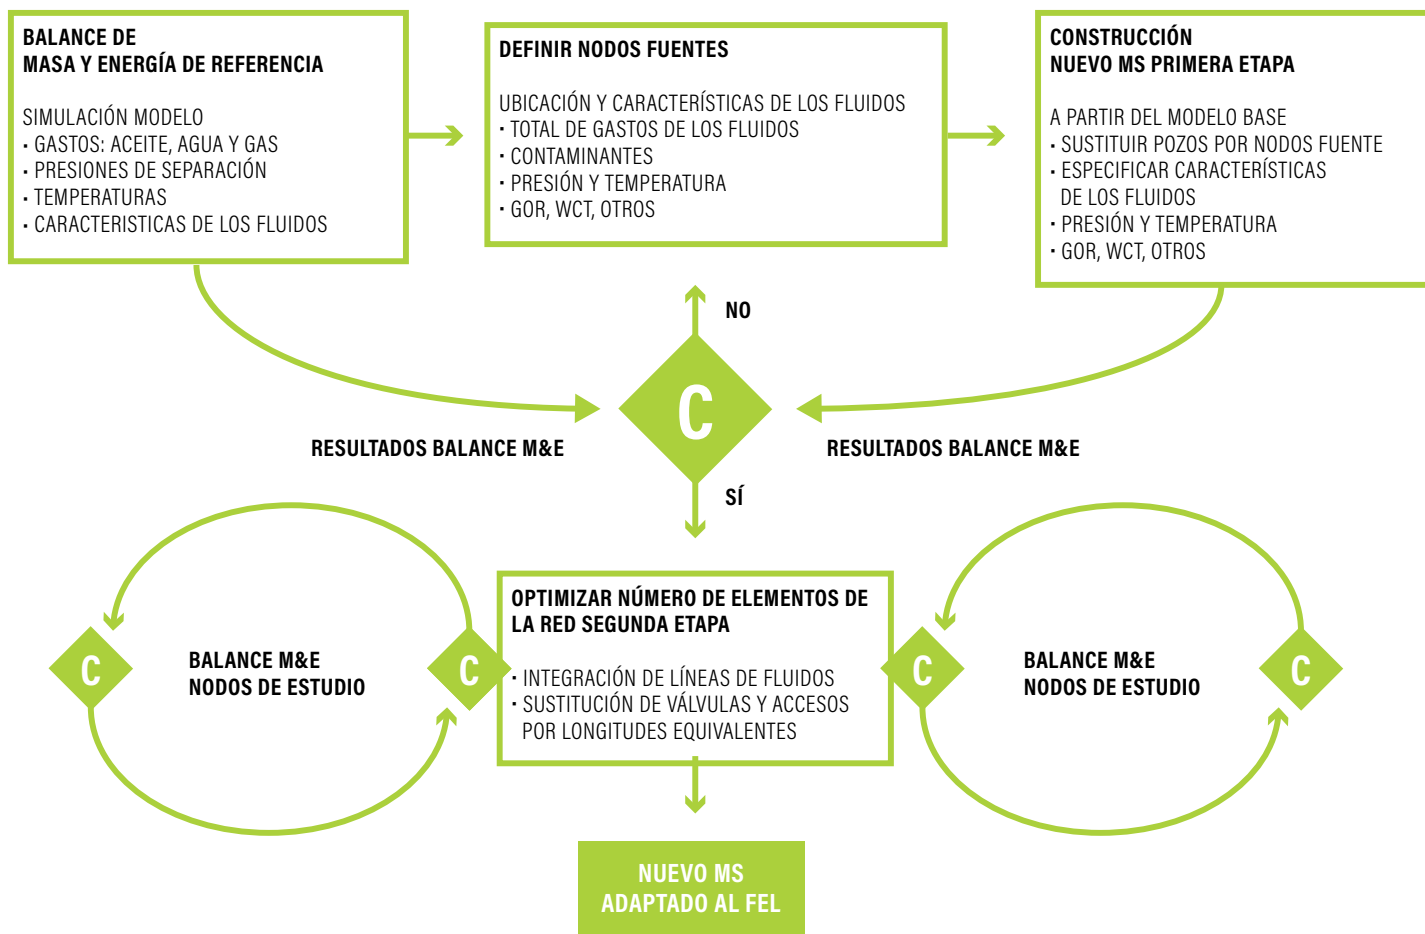 BALANCE DE
MASA Y ENERGÍA DE REFERENCIA
SIMULACIÓN MODELO
• GASTOS: ACEITE, AGUA Y GAS
• PRESIONES DE SEPARACIÓN
• TEMPERATURAS
• CARACTERISTICAS DE LOS FLUIDOS
DEFINIR NODOS FUENTES
UBICACIÓN Y CARACTERÍSTICAS DE LOS FLUIDOS
• TOTAL DE GASTOS DE LOS FLUIDOS
• CONTAMINANTES
• PRESIÓN Y TEMPERATURA
• GOR, WCT, OTROS
CONSTRUCCIÓN
NUEVO MS PRIMERA ETAPA
A PARTIR DEL MODELO BASE
• SUSTITUIR POZOS POR NODOS FUENTE
• ESPECIFICAR CARACTERÍSTICAS
DE LOS FLUIDOS
• PRESIÓN Y TEMPERATURA
• GOR, WCT, OTROS
NO
C
RESULTADOS BALANCE M&E
RESULTADOS BALANCE M&E
SÍ
C
BALANCE M&E
NODOS DE ESTUDIO
C
OPTIMIZAR NÚMERO DE ELEMENTOS DE
LA RED SEGUNDA ETAPA
• INTEGRACIÓN DE LÍNEAS DE FLUIDOS
• SUSTITUCIÓN DE VÁLVULAS Y ACCESOS
POR LONGITUDES EQUIVALENTES
C
BALANCE M&E
NODOS DE ESTUDIO
C
NUEVO MS
ADAPTADO AL FEL